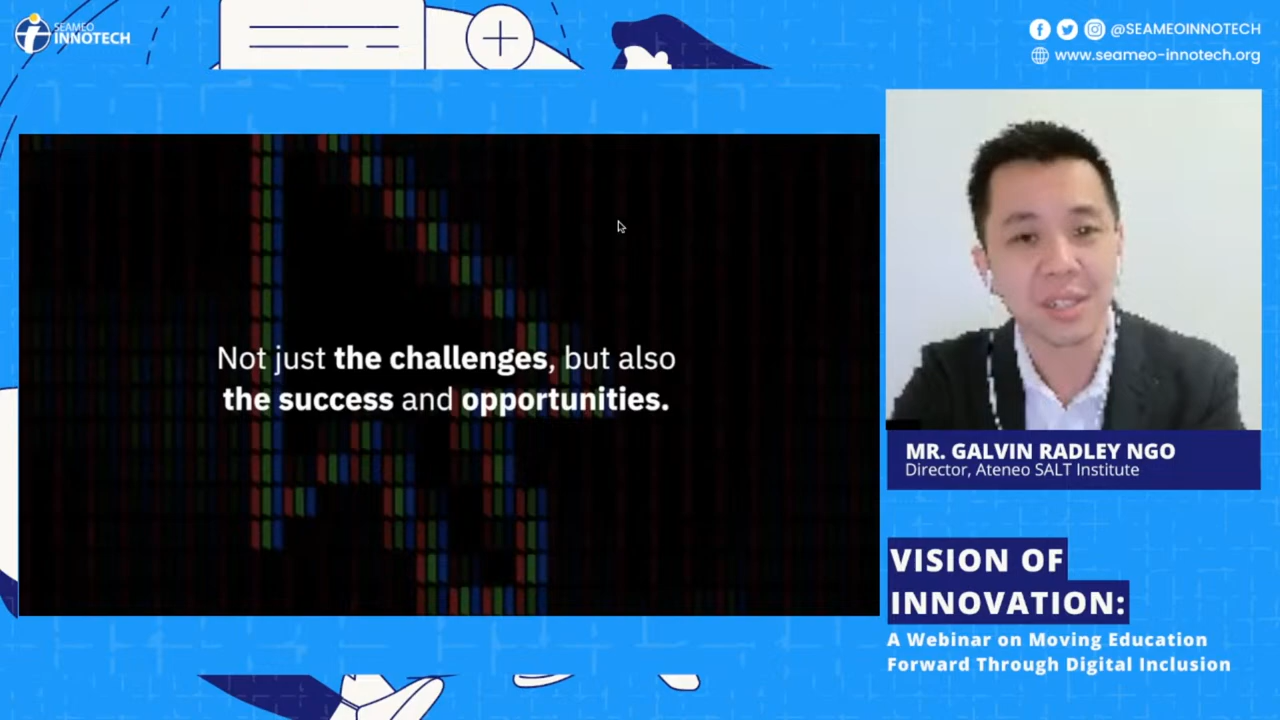 SEAMEO
INNOTECH
@SEAMEOINNOTECH
www.seameo-innotech.org
Not just the challenges, but also
the success and opportunities.
MR. GALVIN RADLEY NGO
Director, Ateneo SALT Institute
VISION OF
INNOVATION:
A Webinar on Moving Education
Forward Through Digital Inclusion